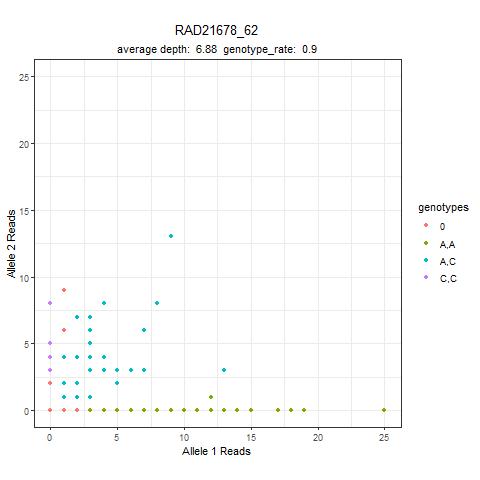 RAD21678_62
average depth: 6.88 genotype_rate: 0.9
25
20
15
10
5
0
Allele 2 Reads
0 5 10 15 20 25
Allele 1 Reads
genotypes
0
A,A
A,C
C,C